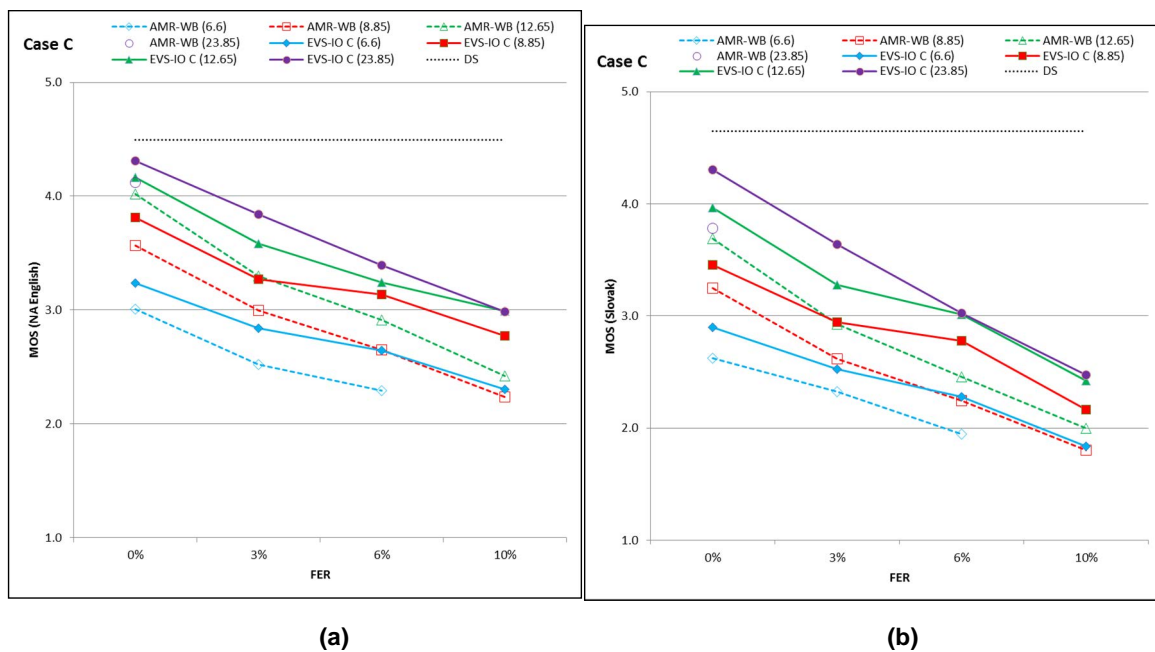 Case C
AMR-WB (6.6) AMR-WB (8.85) AMR-WB (12.65)
AMR-WB (23.85) EVS-IO C (6.6) EVS-IO C (8.85)
EVS-IO C (12.65) EVS-IO C (23.85) DS
5.0
4.0
3.0
2.0
1.0
MOS (NA English)
0% 3% 6% 10%
FER
(a)
Case C
AMR-WB (6.6) AMR-WB (8.85) AMR-WB (12.65)
AMR-WB (23.85) EVS-IO C (6.6) EVS-IO C (8.85)
EVS-IO C (12.65) EVS-IO C (23.85) DS
5.0
4.0
3.0
2.0
1.0
MOS (Slovak)
0% 3% 6% 10%
FER
(b)